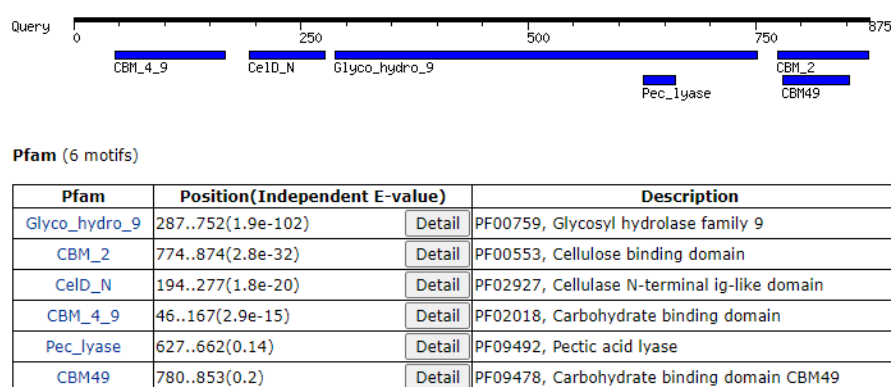 Query 0 250 500 750 875
CBM_4_9 CelD_N Glyco_hydro_9 CBM_2
Pec_lyase CBM49
Pfam (6 motifs)
Pfam Position(Independent E-value) Description
Glyco_hydro_9 287..752(1.9e-102) Detail PF00759, Glycosyl hydrolase family 9
CBM_2 774..874(2.8e-32) Detail PF00553, Cellulose binding domain
CelD_N 194..277(1.8e-20) Detail PF02927, Cellulase N-terminal ig-like domain
CBM_4_9 46..167(2.9e-15) Detail PF02018, Carbohydrate binding domain
Pec_lyase 627..662(0.14) Detail PF09492, Pectic acid lyase
CBM49 780..853(0.2) Detail PF09478, Carbohydrate binding domain CBM49